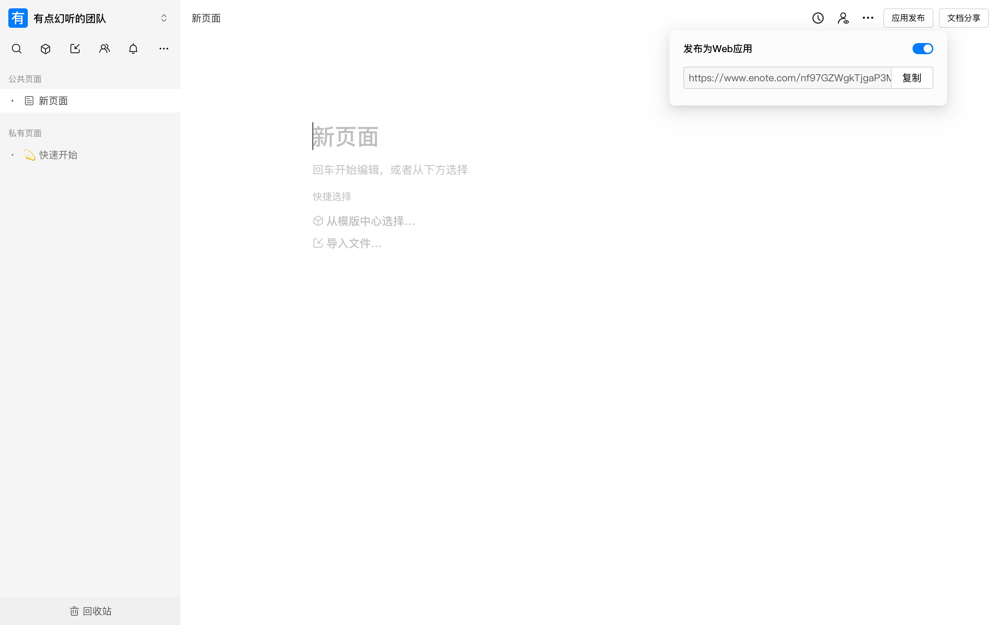 有 有点幻听的团队
公共页面
新页面
私有页面
快速开始
回收站
新页面
应用发布
文档分享
发布为Web应用
https://www.enote.com/nf97GZWgkTjgaP3M
复制
新页面
回车开始编辑，或者从下方选择
快捷选择
从模版中心选择...
导入文件...